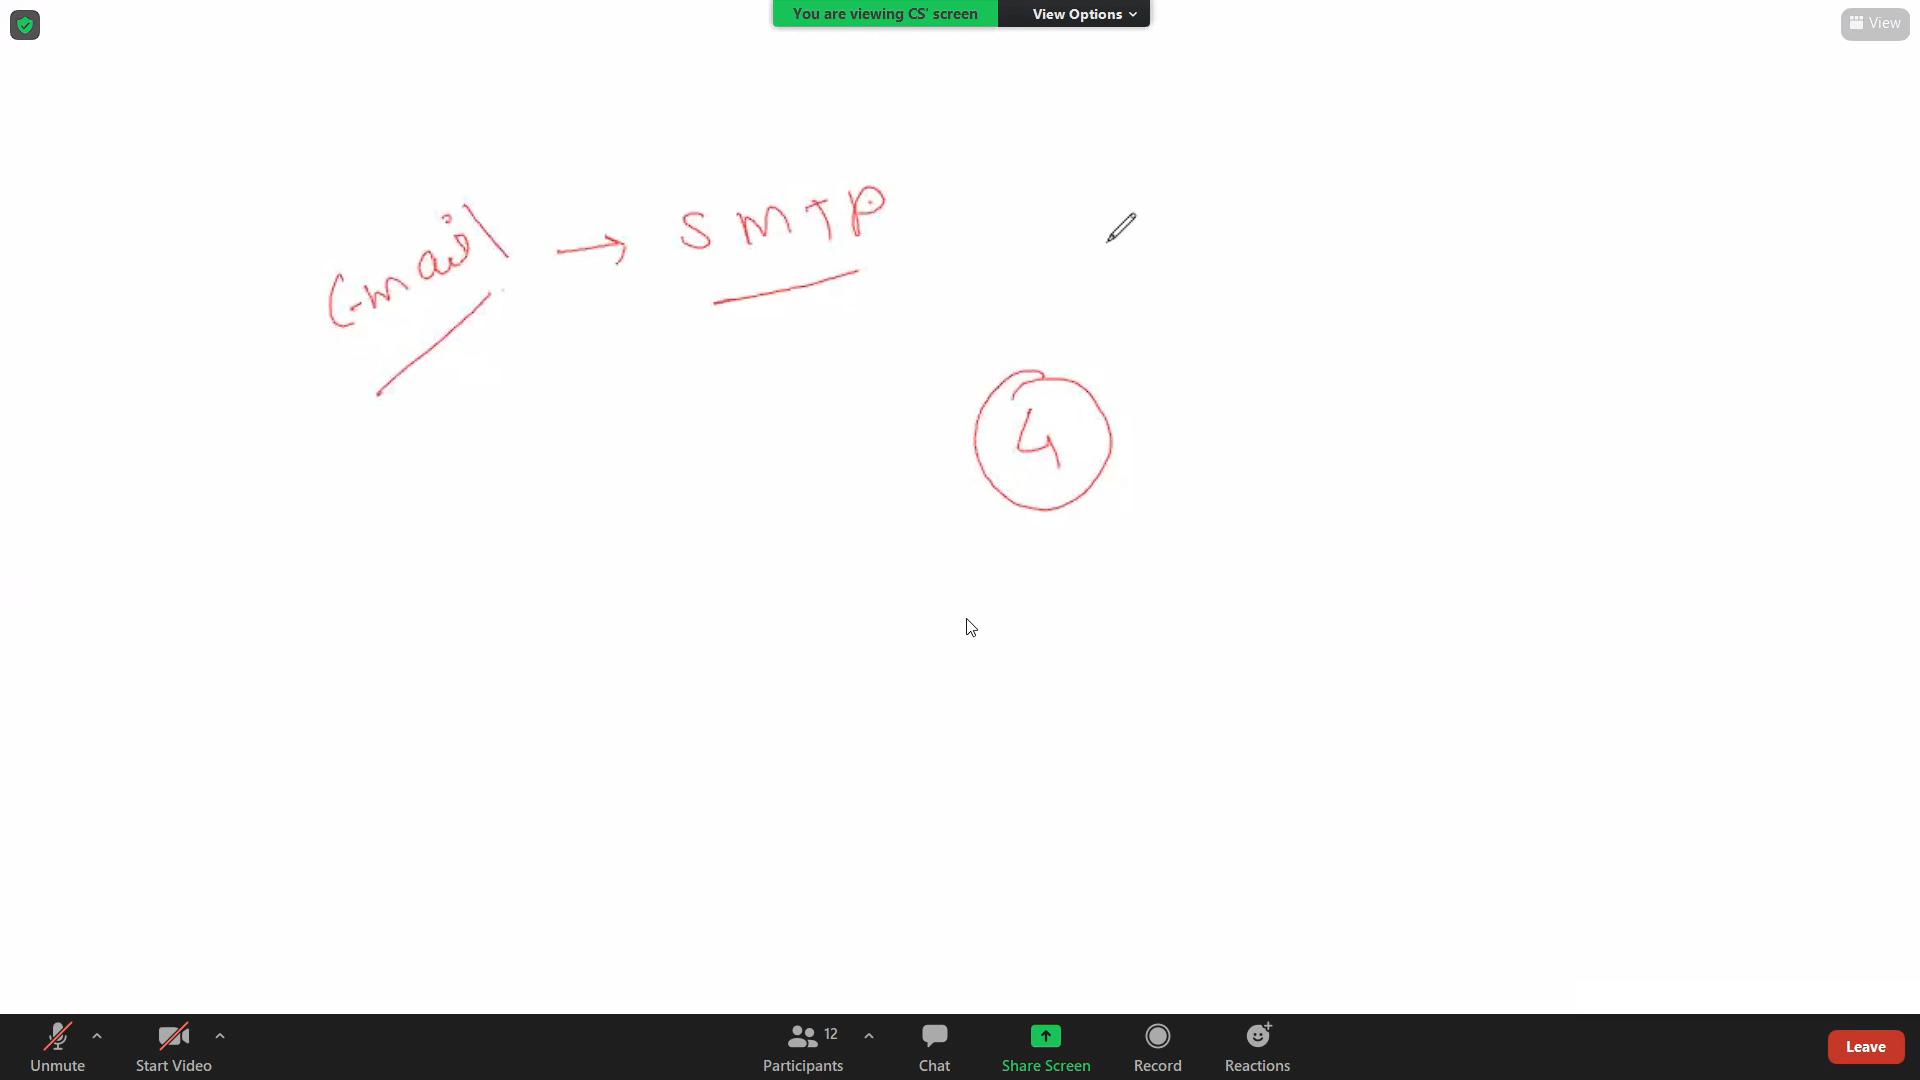 You are viewing CS' screen View Options
View
Gmail → SMTP
4
Unmute Start Video 12 Participants Chat Share Screen Record Reactions Leave